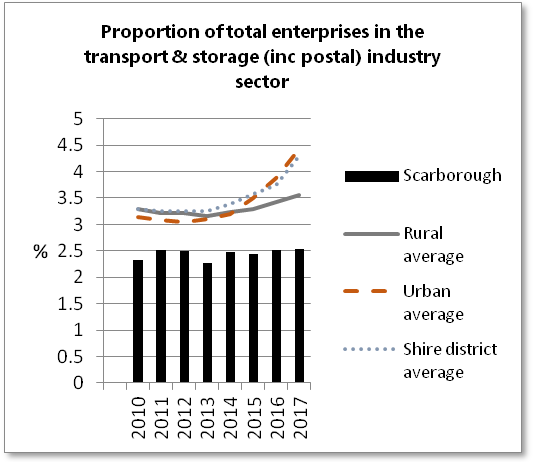 Proportion of total enterprises in the
transport & storage (inc postal) industry
sector
5
4.5
4
3.5
3
2.5
2
1.5
1
0.5
0
%
2010
2011
2012
2013
2014
2015
2016
2017
Scarborough
Rural
average
Urban
average
Shire district
average